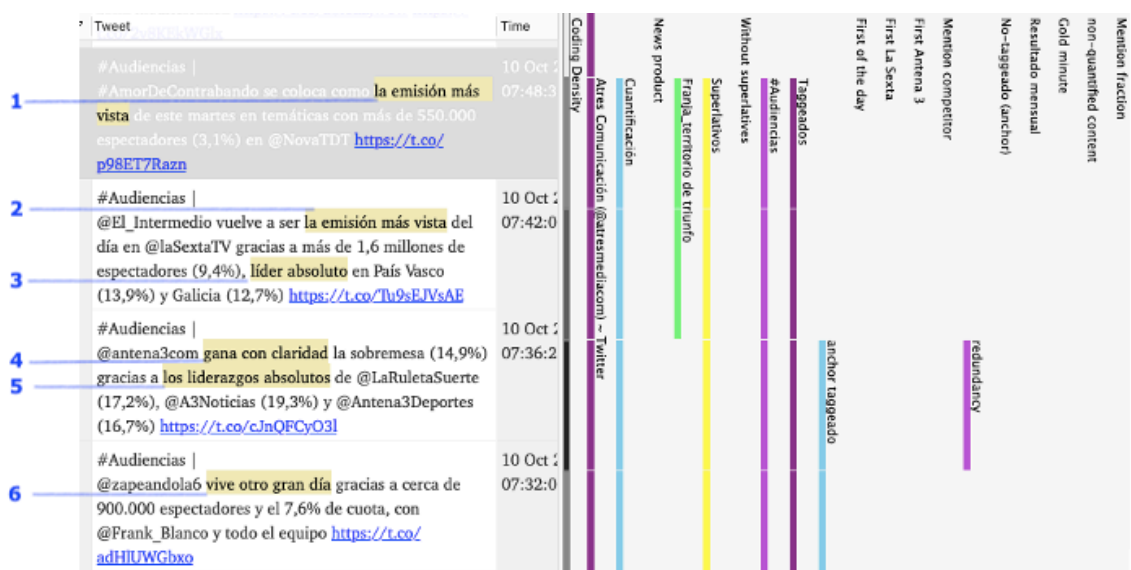 ? Tweet Time
#Audiencias | 10 Oct 2
1 #AmorDeContrabando se coloca como la emisión más 07:48:3
vista de este martes en temáticas con más de 550.000
espectadores (3,1%) en @NovaTDT https://t.co/
p98ET7Razn
#Audiencias | 10 Oct 2
2 @El_Intermedio vuelve a ser la emisión más vista del 07:42:0
día en @laSextaTV gracias a más de 1,6 millones de
3 espectadores (9,4%), líder absoluto en País Vasco
(13,9%) y Galicia (12,7%) https://t.co/Tu9sEJVsAE
#Audiencias | 10 Oct 2
4 @antena3com gana con claridad la sobremesa (14,9%) 07:36:2
5 gracias a los liderazgos absolutos de @LaRuletaSuerte
(17,2%), @A3Noticias (19,3%) y @Antena3Deportes
(16,7%) https://t.co/cJnQFCyO3l
#Audiencias | 10 Oct 2
6 @zapeandola6 vive otro gran día gracias a cerca de 07:32:0
900.000 espectadores y el 7,6% de cuota, con
@Frank_Blanco y todo el equipo https://t.co/
adHlUWGbxo
Coding Density
Atres Comunicación (@atresmediacom) ~ Twitter
Cuantificación
News product
Franja_territorio de triunfo
Superlativos
Without superlatives
#Audiencias
Taggeados
anchor taggeado
First of the day
First La Sexta
First Antena 3
Mention competitor
redundancy
No-taggeado (anchor)
Resultado mensual
Gold minute
non-quantified content
Mention fraction